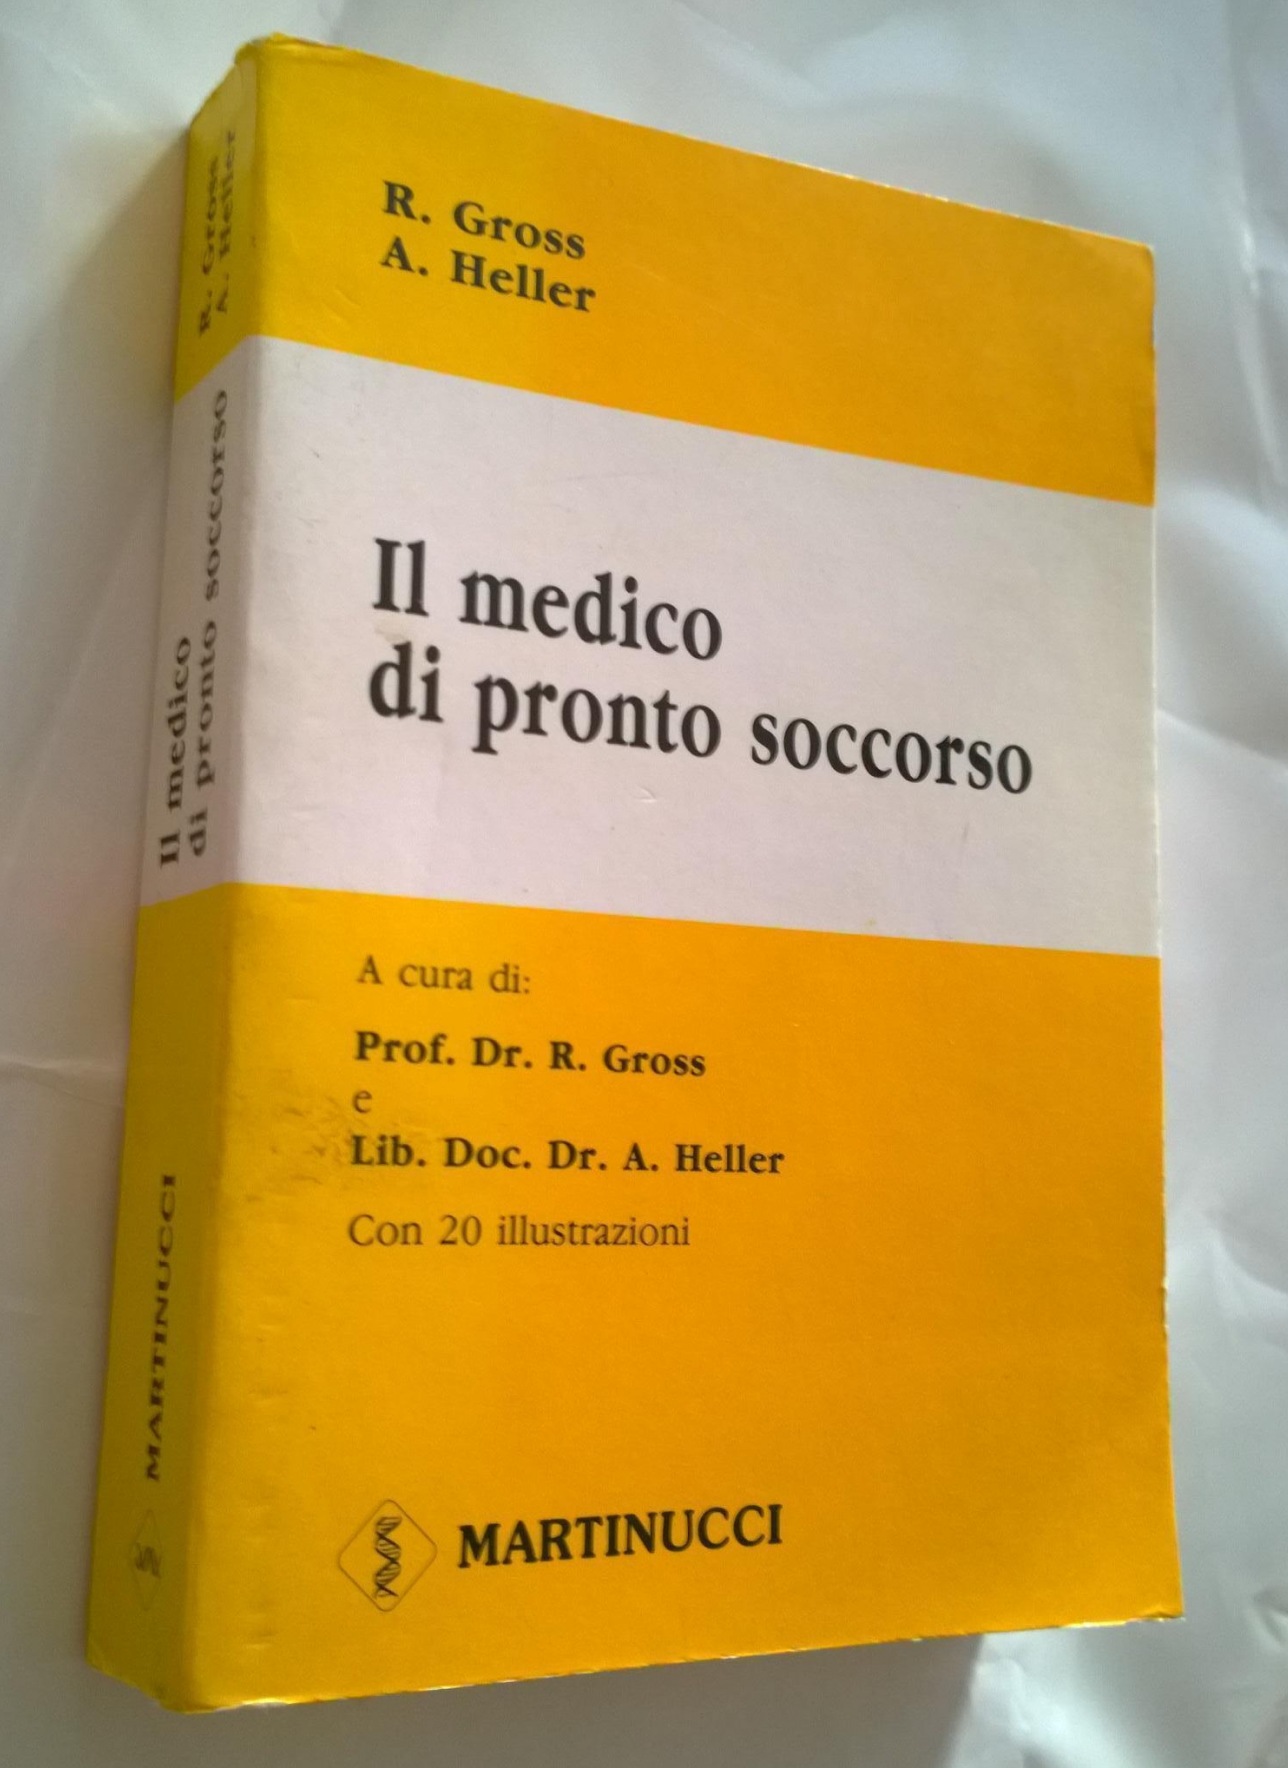 R. Gross
A. Heller
Il medico
di pronto soccorso
A cura di:
Prof. Dr. R. Gross
e
Lib. Doc. Dr. A. Heller
Con 20 illustrazioni
MARTINUCCI
R. Gross
A. Heller
Il medico
di pronto soccorso
MARTINUCCI